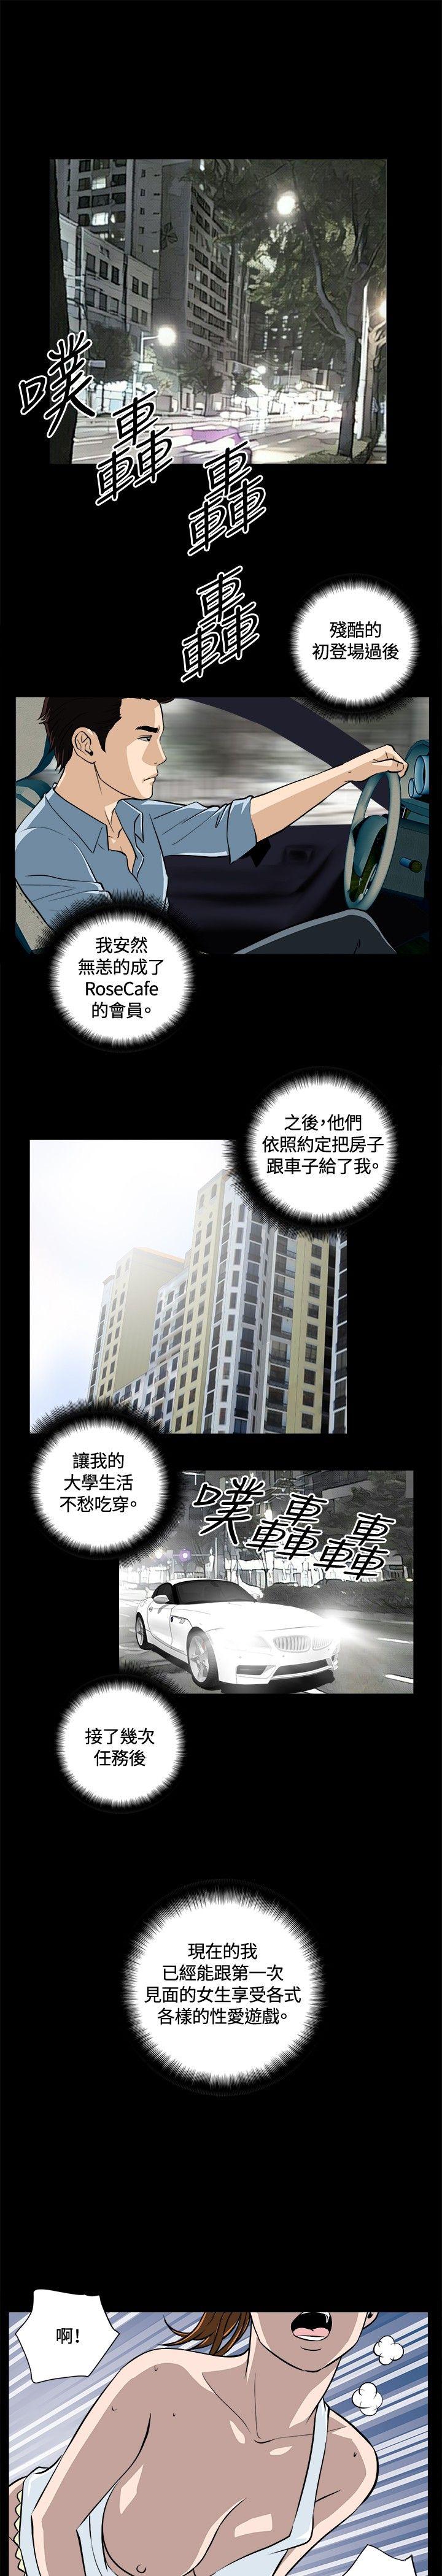 噗
轟
轟
轟
殘酷的
初登場過後
我安然
無恙的成了
RoseCafe
的會員。
之後,他們
依照約定把房子
跟車子給了我。
讓我的
大學生活
不愁吃穿。
噗
轟
轟
接了幾次
任務後
現在的我
已經能跟第一次
見面的女生享受各式
各樣的性愛遊戲。
啊!